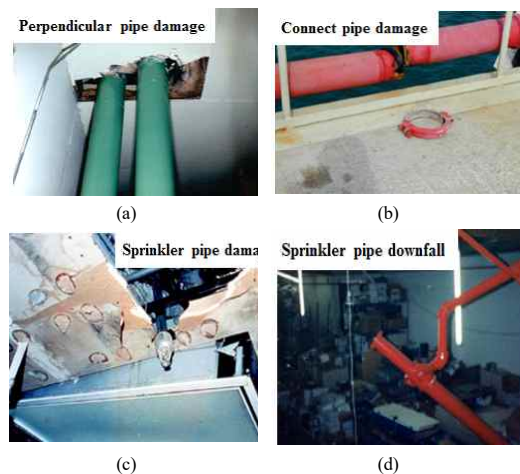 Perpendicular pipe damage
Connect pipe damage
(a)
(b)
Sprinkler pipe dama
Sprinkler pipe downfall
(c)
(d)